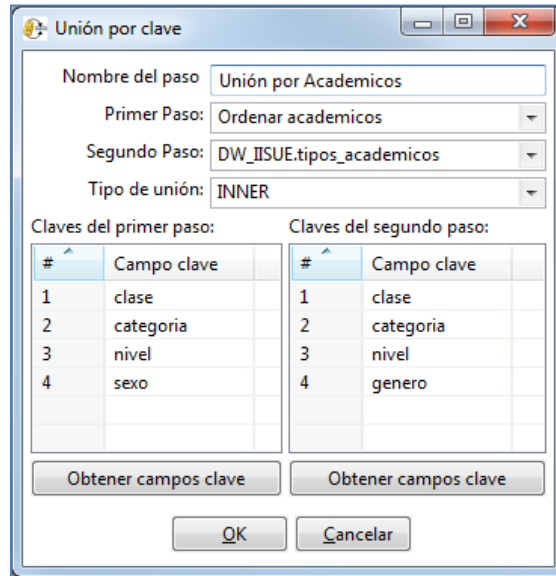 Unión por clave
Nombre del paso Unión por Academicos
Primer Paso: Ordenar academicos
Segundo Paso: DW_IISUE.tipos_academicos
Tipo de unión: INNER
Claves del primer paso: Claves del segundo paso:
# Campo clave # Campo clave
1 clase 1 clase
2 categoria 2 categoria
3 nivel 3 nivel
4 sexo 4 genero
Obtener campos clave Obtener campos clave
OK Cancelar